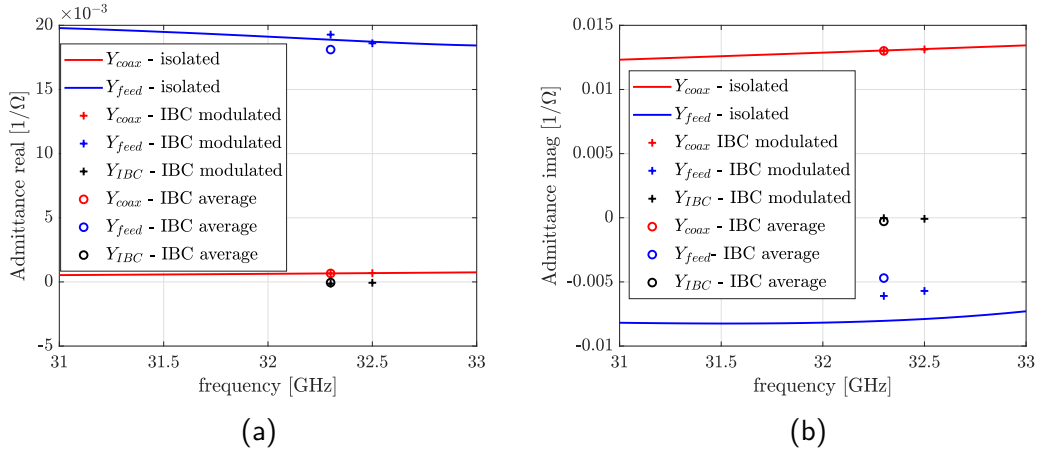 ×10⁻³
20
15
10
5
0
-5
31
31.5
32
32.5
33
frequency [GHz]
Admittance real [1/Ω]
Y_coax - isolated
Y_feed - isolated
Y_coax - IBC modulated
Y_feed - IBC modulated
Y_IBC - IBC modulated
Y_coax - IBC average
Y_feed - IBC average
Y_IBC - IBC average
(a)
0.015
0.01
0.005
0
-0.005
-0.01
31
31.5
32
32.5
33
frequency [GHz]
Admittance imag [1/Ω]
Y_coax - isolated
Y_feed - isolated
Y_coax IBC modulated
Y_feed - IBC modulated
Y_IBC - IBC modulated
Y_coax - IBC average
Y_feed- IBC average
Y_IBC - IBC average
(b)